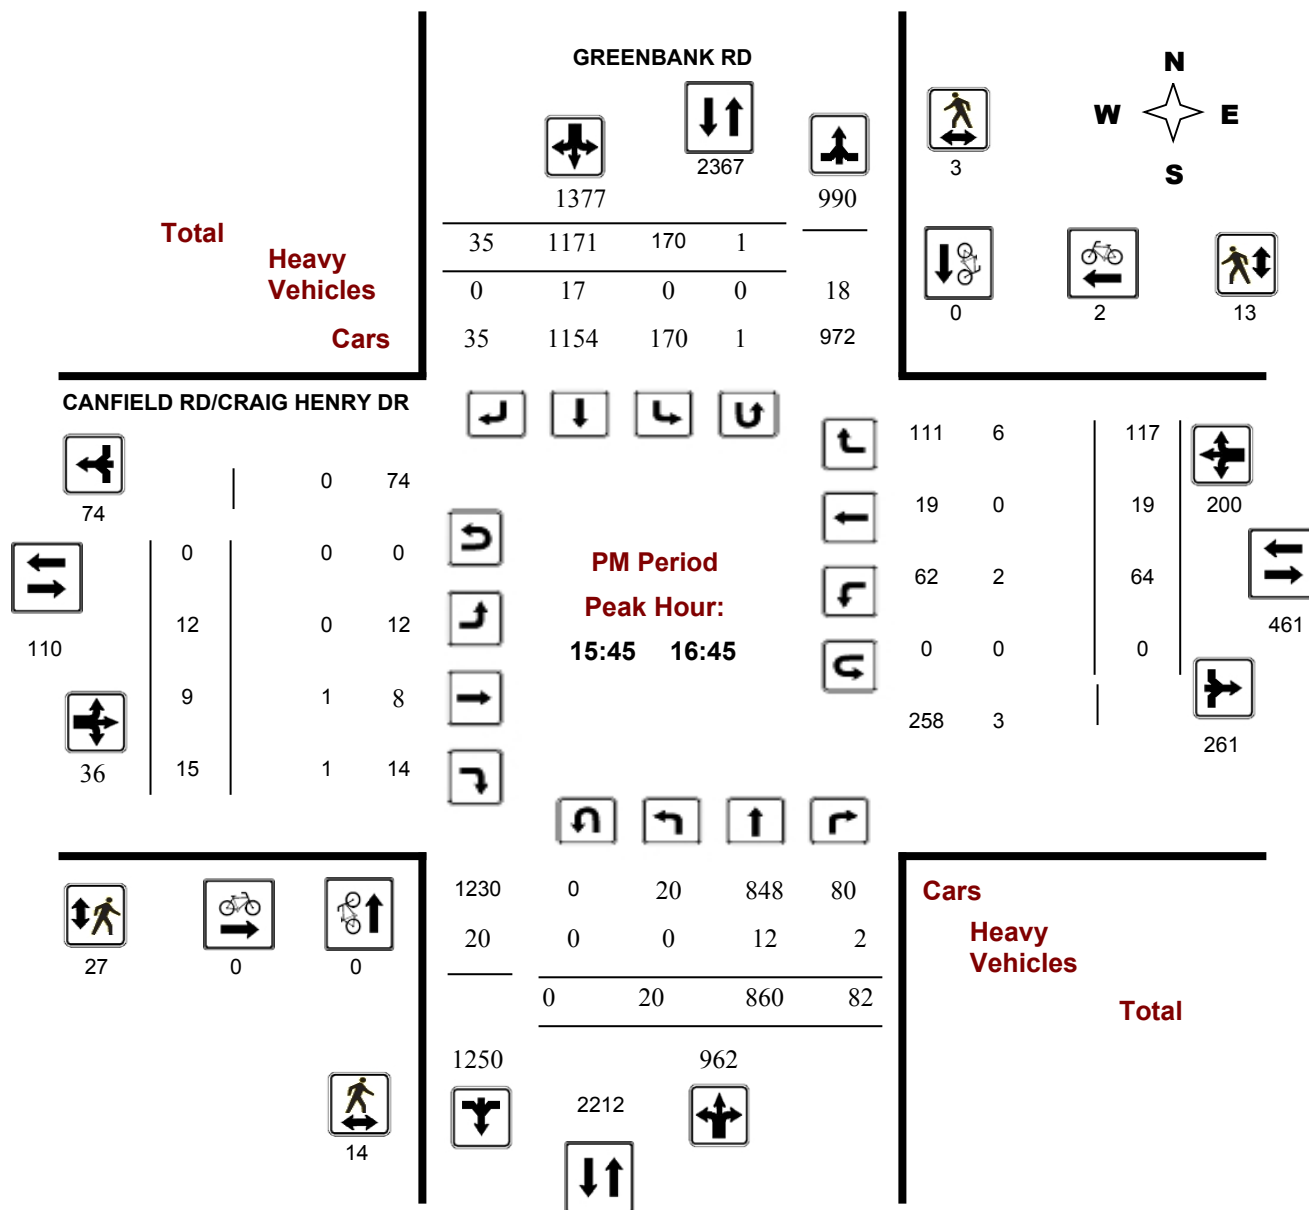 GREENBANK RD
N
W E
S
2367
3
1377 990
Total 35 1171 170 1
Heavy
Vehicles 0 17 0 0 18
0 2 13
Cars 35 1154 170 1 972
CANFIELD RD/CRAIG HENRY DR
111 6 117
0 74
74
19 0 19 200
0 0 0
PM Period
62 2 64
Peak Hour:
12 0 12
461
110
15:45 16:45
0 0 0
9 1 8
258 3
261
36 15 1 14
1230 0 20 848 80 Cars
20 0 0 12 2 Heavy
Vehicles
27 0 0
0 20 860 82 Total
1250 962
2212
14